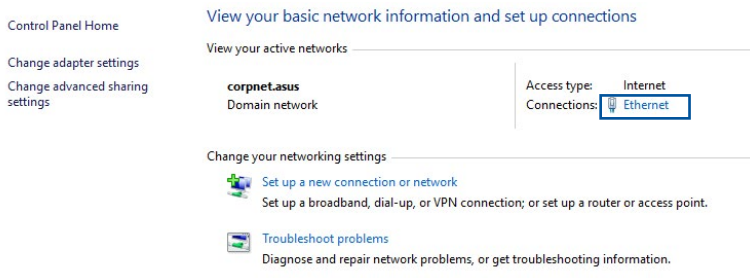 Control Panel Home
Change adapter settings
Change advanced sharing
settings
View your basic network information and set up connections
View your active networks
corpnet.asus
Domain network
Access type: Internet
Connections: Ethernet
Change your networking settings
Set up a new connection or network
Set up a broadband, dial-up, or VPN connection; or set up a router or access point.
Troubleshoot problems
Diagnose and repair network problems, or get troubleshooting information.